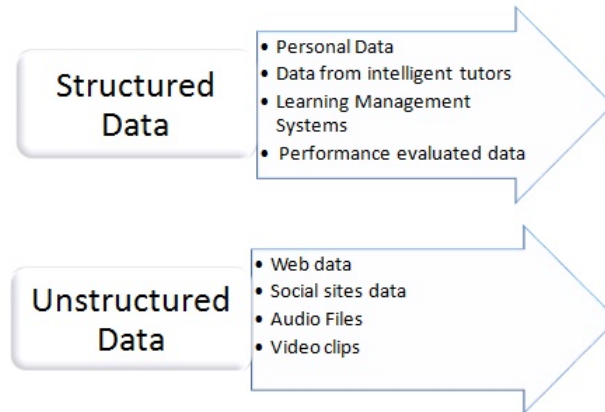 Structured
Data
• Personal Data
• Data from intelligent tutors
• Learning Management
Systems
• Performance evaluated data
Unstructured
Data
• Web data
• Social sites data
• Audio Files
• Video clips